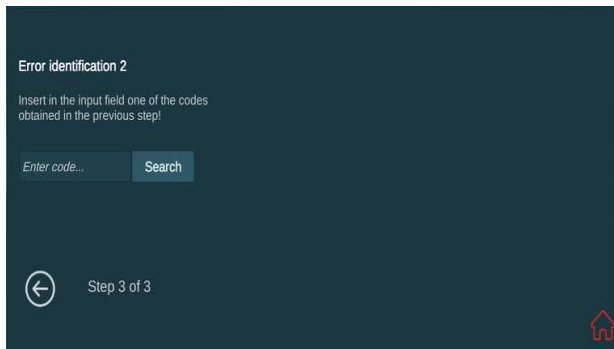 Error identification 2
Insert in the input field one of the codes
obtained in the previous step!
Enter code...
Search
Step 3 of 3